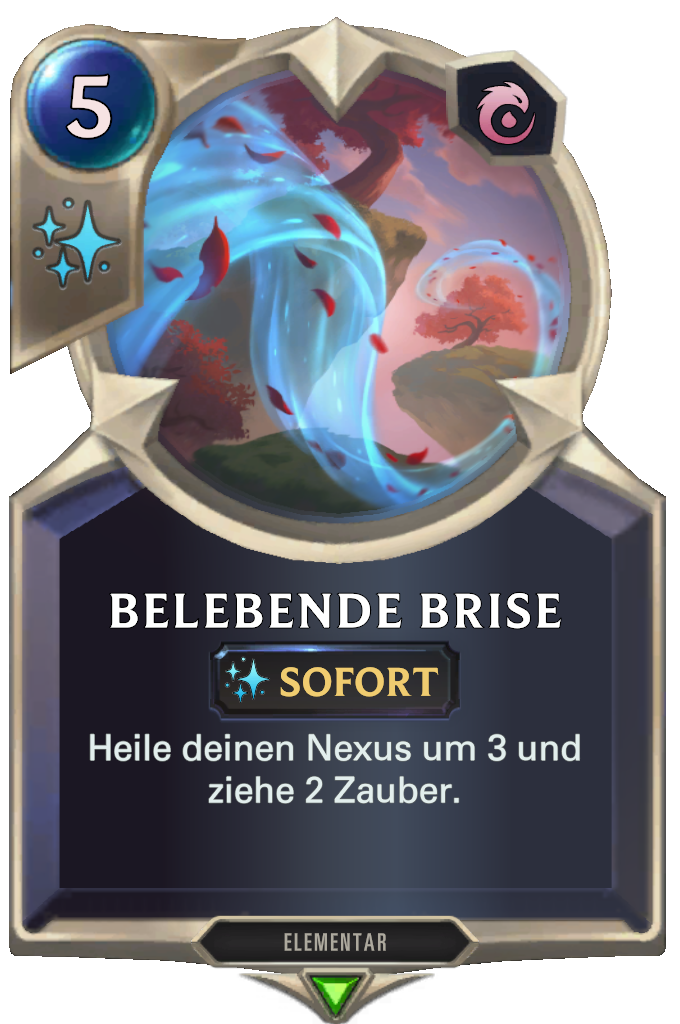 5
BELEBENDE BRISE
SOFORT
Heile deinen Nexus um 3 und
ziehe 2 Zauber.
ELEMENTAR